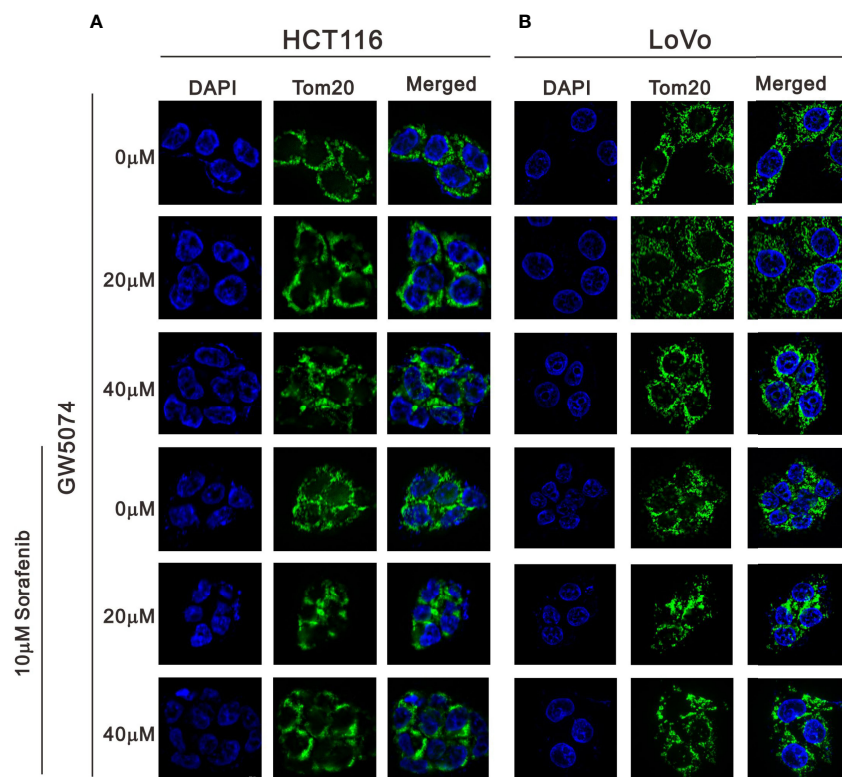 A
B
HCT116
LoVo
DAPI Tom20 Merged DAPI Tom20 Merged
0μM
20μM
40μM
0μM
20μM
40μM
GW5074
10μM Sorafenib